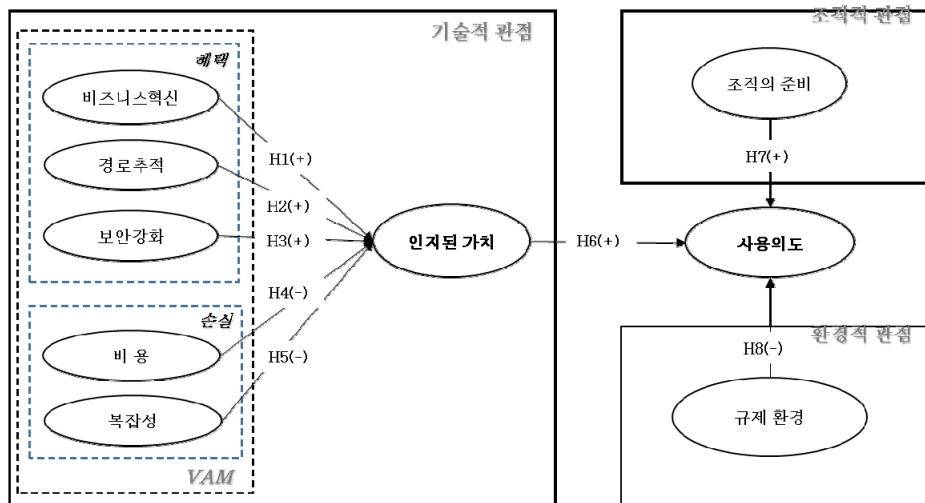 기술적 관점
조직적 관점
혜택
비즈니스혁신
조직의 준비
H1(+)
H7(+)
경로추적
H2(+)
보안강화
H3(+)
인지된 가치
H6(+)
사용의도
H4(-)
손실
환경적 관점
비 용
H5(-)
H8(-)
복잡성
규제 환경
VAM